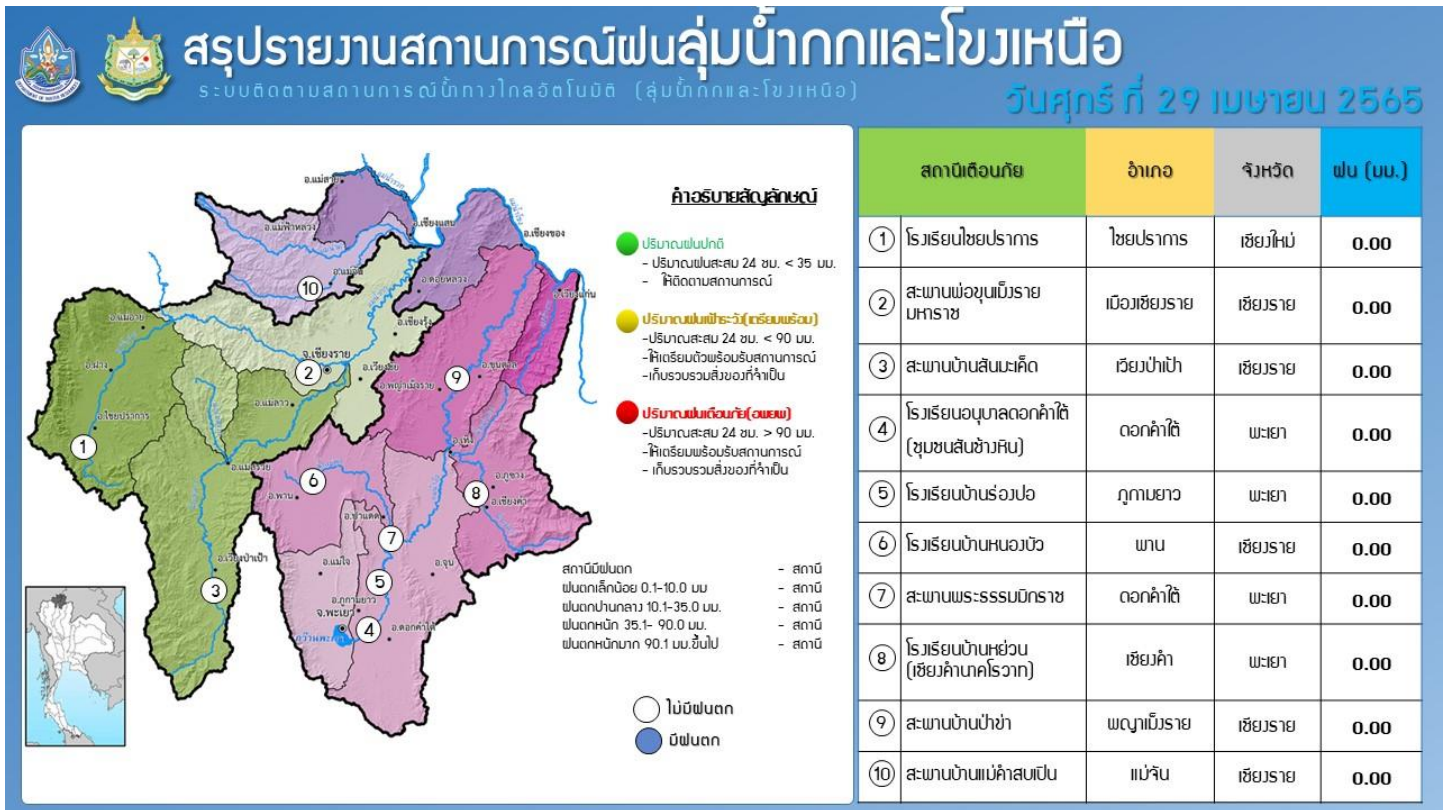 สรุปรายงานสถานการณ์ฝนลุ่มน้ำกกและโขงเหนือ
ระบบติดตามสถานการณ์น้ำทางไกลอัตโนมัติ (ลุ่มน้ำกกและโขงเหนือ)
วันศุกร์ ที่ 29 เมษายน 2565
อ.แม่สาย
อ.เชียงแสน
อ.เชียงของ
อ.แม่ฟ้าหลวง
อ.แม่จัน
10
อ.ดอยหลวง
อ.เวียงแก่น
อ.แม่อาย
อ.เชียงรุ้ง
อ.ฝาง
จ.เชียงราย
2
อ.เวียงชัย
9
อ.ขุนตาล
อ.พญาเม็งราย
อ.แม่ลาว
อ.ไชยปราการ
1
อ.เทิง
อ.แม่สรวย
6
อ.ภูซาง
8
อ.เชียงคำ
อ.พาน
อ.ป่าแดด
7
อ.เวียงป่าเป้า
3
อ.แม่ใจ
5
อ.จุน
อ.ภูกามยาว
จ.พะเยา
4
อ.ดอกคำใต้
กว๊านพะเยา
คำอธิบายสัญลักษณ์
ปริมาณฝนปกติ
- ปริมาณฝนสะสม 24 ชม. < 35 มม.
- ให้ติดตามสถานการณ์
ปริมาณฝนเฝ้าระวัง(เตรียมพร้อม)
-ปริมาณสะสม 24 ชม. < 90 มม.
-ให้เตรียมตัวพร้อมรับสถานการณ์
-เก็บรวบรวมสิ่งของที่จำเป็น
ปริมาณฝนเตือนภัย(อพยพ)
-ปริมาณสะสม 24 ชม. > 90 มม.
-ให้เตรียมพร้อมรับสถานการณ์
- เก็บรวบรวมสิ่งของที่จำเป็น
สถานีมีฝนตก - สถานี
ฝนตกเล็กน้อย 0.1-10.0 มม - สถานี
ฝนตกปานกลาง 10.1-35.0 มม. - สถานี
ฝนตกหนัก 35.1- 90.0 มม. - สถานี
ฝนตกหนักมาก 90.1 มม.ขึ้นไป - สถานี
ไม่มีฝนตก
มีฝนตก
สถานีเตือนภัย อำเภอ จังหวัด ฝน (มม.)
1 โรงเรียนไชยปราการ ไชยปราการ เชียงใหม่ 0.00
2 สะพานพ่อขุนเม็งราย
มหาราช เมืองเชียงราย เชียงราย 0.00
3 สะพานบ้านสันมะเค็ด เวียงป่าเป้า เชียงราย 0.00
4 โรงเรียนอนุบาลดอกคำใต้
(ชุมชนสันช้างหิน) ดอกคำใต้ พะเยา 0.00
5 โรงเรียนบ้านร่องปอ ภูกามยาว พะเยา 0.00
6 โรงเรียนบ้านหนองบัว พาน เชียงราย 0.00
7 สะพานพระธรรมมิกราช ดอกคำใต้ พะเยา 0.00
8 โรงเรียนบ้านหย่วน
(เชียงคำนาคโรวาท) เชียงคำ พะเยา 0.00
9 สะพานบ้านป่าข่า พญาเม็งราย เชียงราย 0.00
10 สะพานบ้านแม่คำสบเปิน แม่จัน เชียงราย 0.00